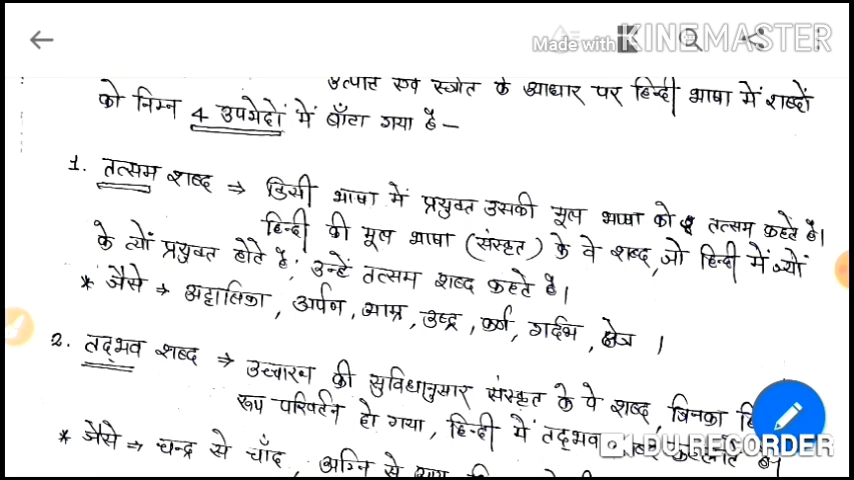 Made with KINEMASTER
उत्पत्ति एवं स्त्रोत के आधार पर हिन्दी भाषा में शब्दों
को निम्न 4 उपभेदों में बाँटा गया है –
1. तत्सम शब्द ⇒ किसी भाषा में प्रयुक्त उसकी मूल भाषा को तत्सम कहते है।
हिन्दी की मूल भाषा (संस्कृत) के वे शब्द, जो हिन्दी में ज्यों
के त्यों प्रयुक्त होते है, उन्हें तत्सम शब्द कहते है।
* जैसे ⇒ अट्टालिका, अर्पण, आम्र, उष्ट्र, कर्ण, गर्दभ, क्षेत्र ।
2. तद्भव शब्द ⇒ उच्चारण की सुविधानुसार संस्कृत के वे शब्द, जिनका
रूप परिवर्तन हो गया, हिन्दी में तद्भव
DU RECORDER
* जैसे ⇒ चन्द्र से चाँद, अग्नि से